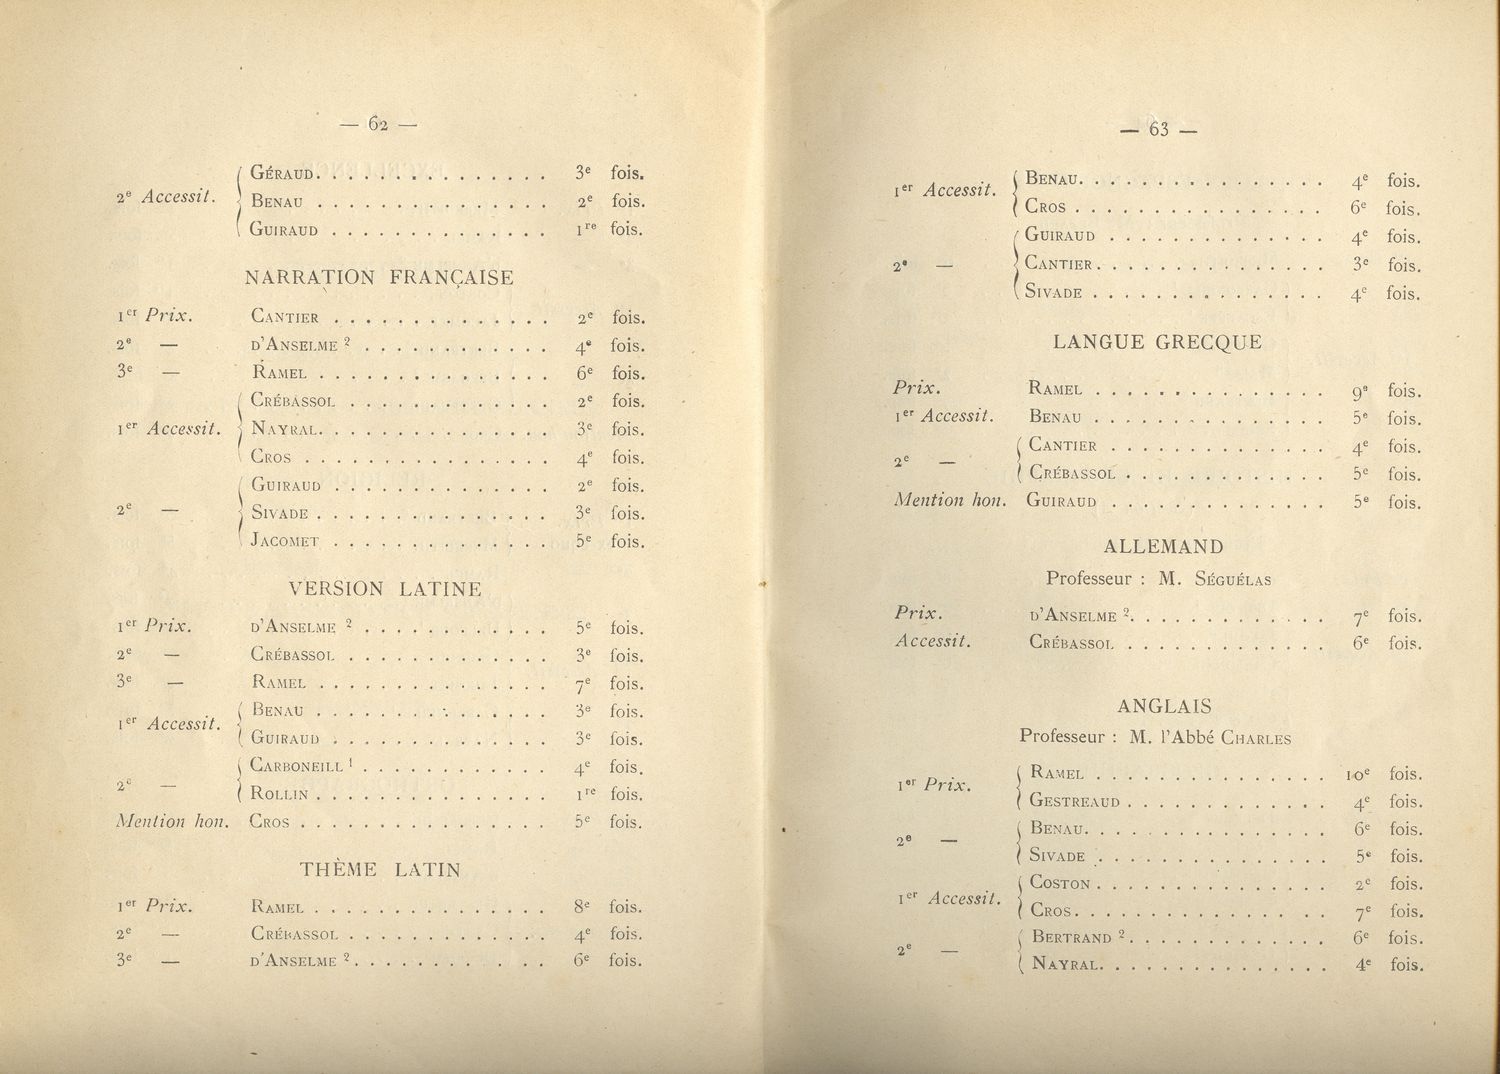 — 62 —
Géraud. . . . . . . . . . . . . . . 3e fois.
2e Accessit. Benau . . . . . . . . . . . . . . . 2e fois.
Guiraud . . . . . . . . . . . . . . 1re fois.
NARRATION FRANÇAISE
1er Prix. Cantier . . . . . . . . . . . . . . 2e fois.
2e — d'Anselme 2 . . . . . . . . . . . . 4e fois.
3e — Ramel . . . . . . . . . . . . . . . 6e fois.
Crébassol . . . . . . . . . . . . . 2e fois.
1er Accessit. Nayral. . . . . . . . . . . . . . . 3e fois.
Cros . . . . . . . . . . . . . . . . 4e fois.
Guiraud . . . . . . . . . . . . . . 2e fois.
2e — Sivade . . . . . . . . . . . . . . . 3e fois.
Jacomet . . . . . . . . . . . . . . 5e fois.
VERSION LATINE
1er Prix. d'Anselme 2 . . . . . . . . . . . . 5e fois.
2e — Crébassol . . . . . . . . . . . . . 3e fois.
3e — Ramel . . . . . . . . . . . . . . . 7e fois.
1er Accessit. Benau . . . . . . . . . . . . . . . 3e fois.
Guiraud . . . . . . . . . . . . . . 3e fois.
Carboneill 1 . . . . . . . . . . . . 4e fois.
2e — Rollin . . . . . . . . . . . . . . . 1re fois.
Mention hon. Cros . . . . . . . . . . . . . . . . 5e fois.
THÈME LATIN
1er Prix. Ramel . . . . . . . . . . . . . . . 8e fois.
2e — Crébassol . . . . . . . . . . . . . 4e fois.
3e — d'Anselme 2. . . . . . . . . . . . 6e fois.
— 63 —
1er Accessit. Benau. . . . . . . . . . . . . . . . 4e fois.
Cros . . . . . . . . . . . . . . . . 6e fois.
Guiraud . . . . . . . . . . . . . . 4e fois.
2e — Cantier. . . . . . . . . . . . . . . 3e fois.
Sivade . . . . . . . . . . . . . . . 4e fois.
LANGUE GRECQUE
Prix. Ramel . . . . . . . . . . . . . . . 9e fois.
1er Accessit. Benau . . . . . . . . . . . . . . . 5e fois.
2e — Cantier . . . . . . . . . . . . . . 4e fois.
Crébassol . . . . . . . . . . . . . 5e fois.
Mention hon. Guiraud . . . . . . . . . . . . . . 5e fois.
ALLEMAND
Professeur : M. Séguélas
Prix. d'Anselme 2. . . . . . . . . . . . . 7e fois.
Accessit. Crébassol . . . . . . . . . . . . . 6e fois.
ANGLAIS
Professeur : M. l'Abbé Charles
1er Prix. Ramel . . . . . . . . . . . . . . . 10e fois.
Gestreaud . . . . . . . . . . . . . 4e fois.
2e — Benau. . . . . . . . . . . . . . . . 6e fois.
Sivade . . . . . . . . . . . . . . . 5e fois.
1er Accessit. Coston . . . . . . . . . . . . . . . 2e fois.
Cros. . . . . . . . . . . . . . . . 7e fois.
2e — Bertrand 2. . . . . . . . . . . . . 6e fois.
Nayral. . . . . . . . . . . . . . . 4e fois.